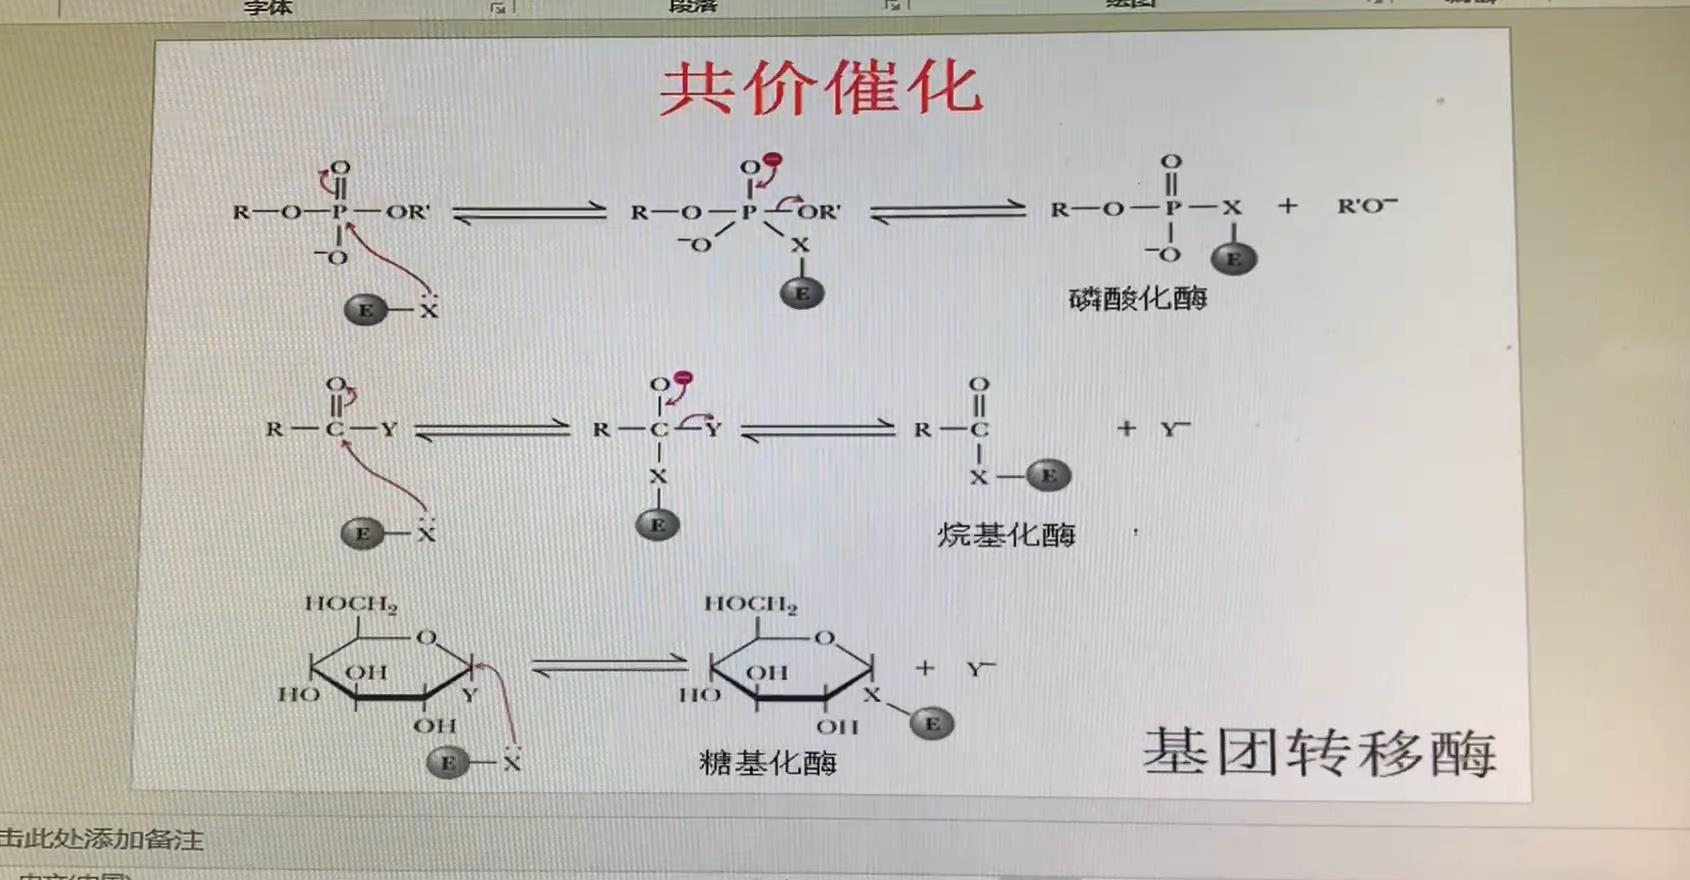 字体 段落 绘图
共价催化
O O⊖ O
R—O—P—OR' R—O—P—OR' R—O—P—X + R'O⁻
⁻O ⁻O X ⁻O E
E—Ẍ E
磷酸化酶
O O⊖ O
R—C—Y R—C—Y R—C + Y⁻
X X—E
E—Ẍ E
烷基化酶
HOCH₂ HOCH₂
O O
OH OH + Y⁻
HO Y HO X
OH OH E
E—Ẍ
糖基化酶
基团转移酶
击此处添加备注